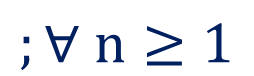 ; ∀ n ≥ 1